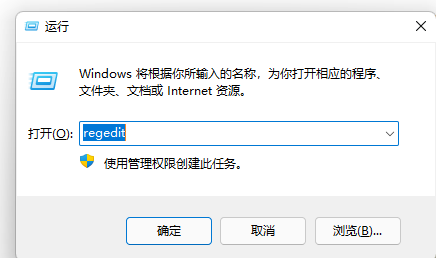 运行
Windows 将根据你所输入的名称，为你打开相应的程序、
文件夹、文档或 Internet 资源。
打开(O): regedit
使用管理权限创建此任务。
确定 取消 浏览(B)...